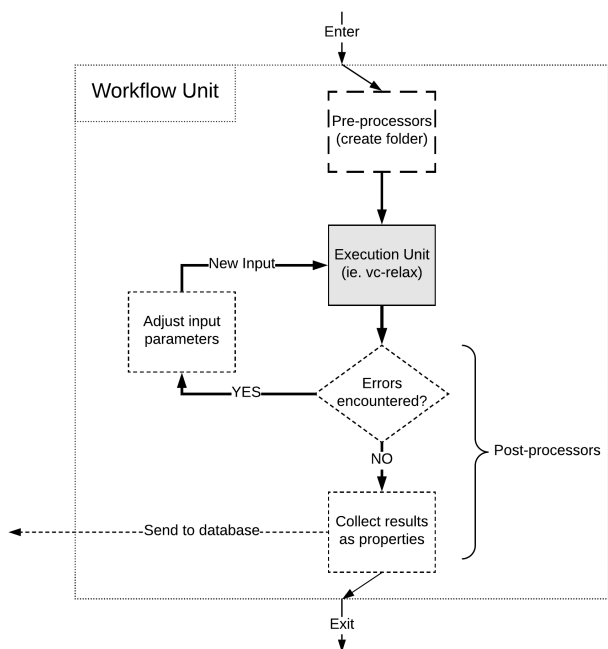 Enter
Workflow Unit
Pre-processors
(create folder)
Execution Unit
(ie. vc-relax)
New Input
Adjust input
parameters
Errors
encountered?
YES
NO
Post-processors
Collect results
as properties
Send to database
Exit